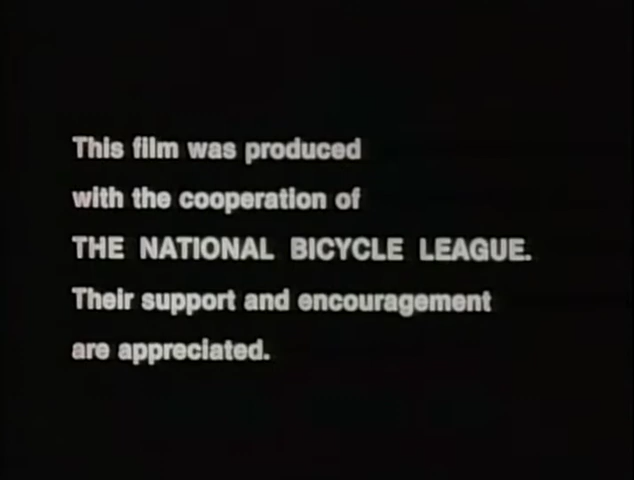 This film was produced
with the cooperation of
THE NATIONAL BICYCLE LEAGUE.
Their support and encouragement
are appreciated.